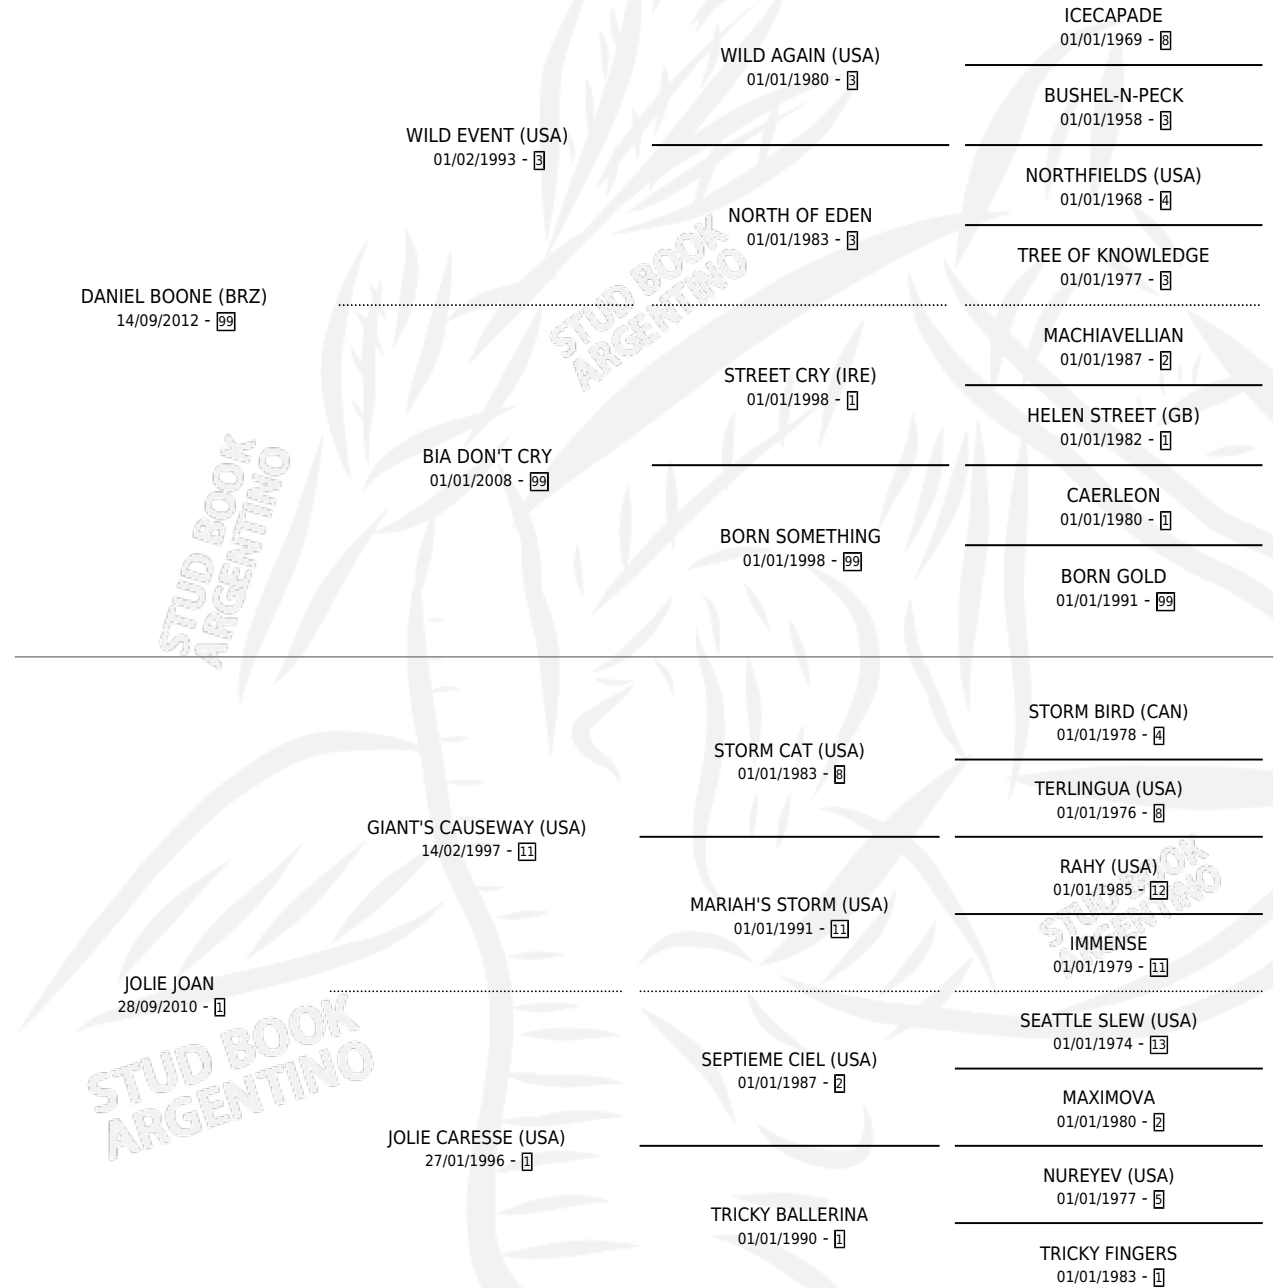 ICECAPADE
01/01/1969 - 8
WILD AGAIN (USA)
01/01/1980 - 3
BUSHEL-N-PECK
01/01/1958 - 3
WILD EVENT (USA)
01/02/1993 - 3
NORTHFIELDS (USA)
01/01/1968 - 4
NORTH OF EDEN
01/01/1983 - 3
TREE OF KNOWLEDGE
01/01/1977 - 3
DANIEL BOONE (BRZ)
14/09/2012 - 99
STUD BOOK
ARGENTINO
MACHIAVELLIAN
01/01/1987 - 2
STREET CRY (IRE)
01/01/1998 - 1
HELEN STREET (GB)
01/01/1982 - 1
BIA DON'T CRY
01/01/2008 - 99
CAERLEON
01/01/1980 - 1
BORN SOMETHING
01/01/1998 - 99
BORN GOLD
01/01/1991 - 99
STUD BOOK
ARGENTINO
STORM BIRD (CAN)
01/01/1978 - 4
STORM CAT (USA)
01/01/1983 - 8
TERLINGUA (USA)
01/01/1976 - 8
GIANT'S CAUSEWAY (USA)
14/02/1997 - 11
RAHY (USA)
01/01/1985 - 12
MARIAH'S STORM (USA)
01/01/1991 - 11
STUD BOOK
ARGENTINO
IMMENSE
01/01/1979 - 11
JOLIE JOAN
28/09/2010 - 1
SEATTLE SLEW (USA)
01/01/1974 - 13
STUD BOOK
ARGENTINO
SEPTIEME CIEL (USA)
01/01/1987 - 2
MAXIMOVA
01/01/1980 - 2
JOLIE CARESSE (USA)
27/01/1996 - 1
NUREYEV (USA)
01/01/1977 - 5
TRICKY BALLERINA
01/01/1990 - 1
TRICKY FINGERS
01/01/1983 - 1